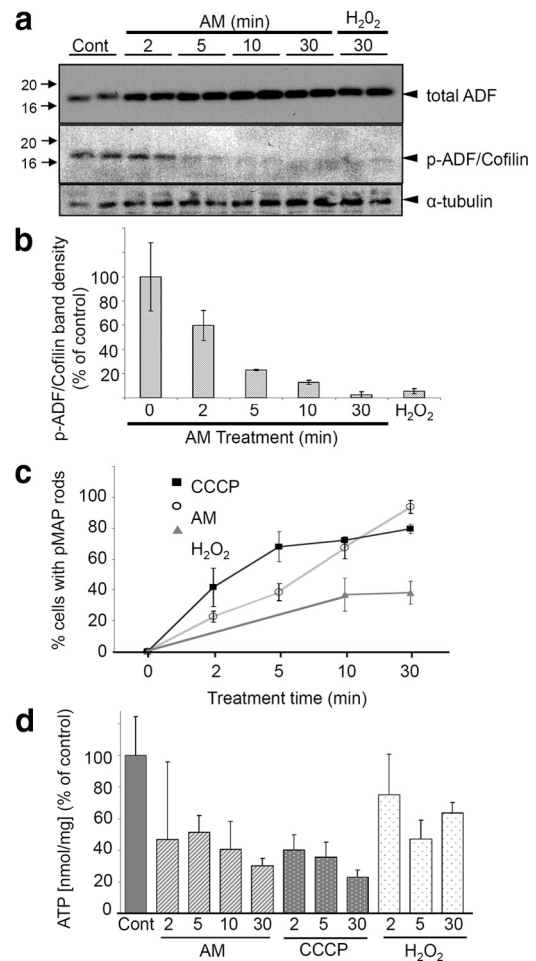 a
AM (min)
H₂0₂
Cont
2
5
10
30
30
20
16
total ADF
20
16
p-ADF/Cofilin
α-tubulin
b
p-ADF/Cofilin band density
(% of control)
100
80
60
40
20
0
2
5
10
30
H₂O₂
AM Treatment (min)
c
% cells with pMAP rods
100
80
60
40
20
0
CCCP
AM
H₂O₂
0
2
5
10
30
Treatment time (min)
d
ATP [nmol/mg] (% of control)
100
80
60
40
20
0
Cont
2
5
10
30
2
5
30
2
5
30
AM
CCCP
H₂O₂